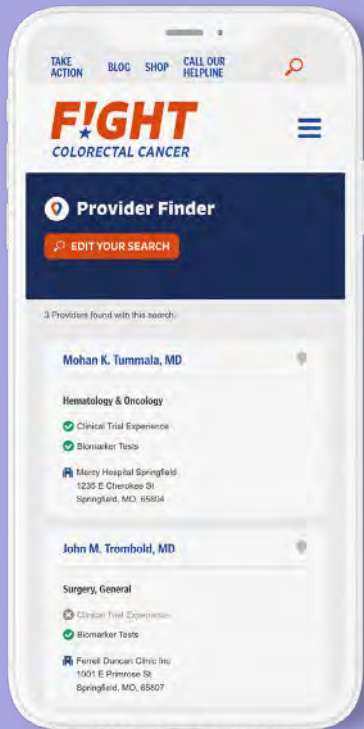 TAKE ACTION BLOG SHOP CALL OUR HELPLINE
F!GHT
COLORECTAL CANCER
Provider Finder
EDIT YOUR SEARCH
3 Providers found with this search.
Mohan K. Tummala, MD
Hematology & Oncology
Clinical Trial Experience
Biomarker Tests
Mercy Hospital Springfield
1235 E Cherokee St
Springfield, MO, 65804
John M. Trombold, MD
Surgery, General
Clinical Trial Experience
Biomarker Tests
Ferrell Duncan Clinic Inc
1001 E Primrose St
Springfield, MO, 65807